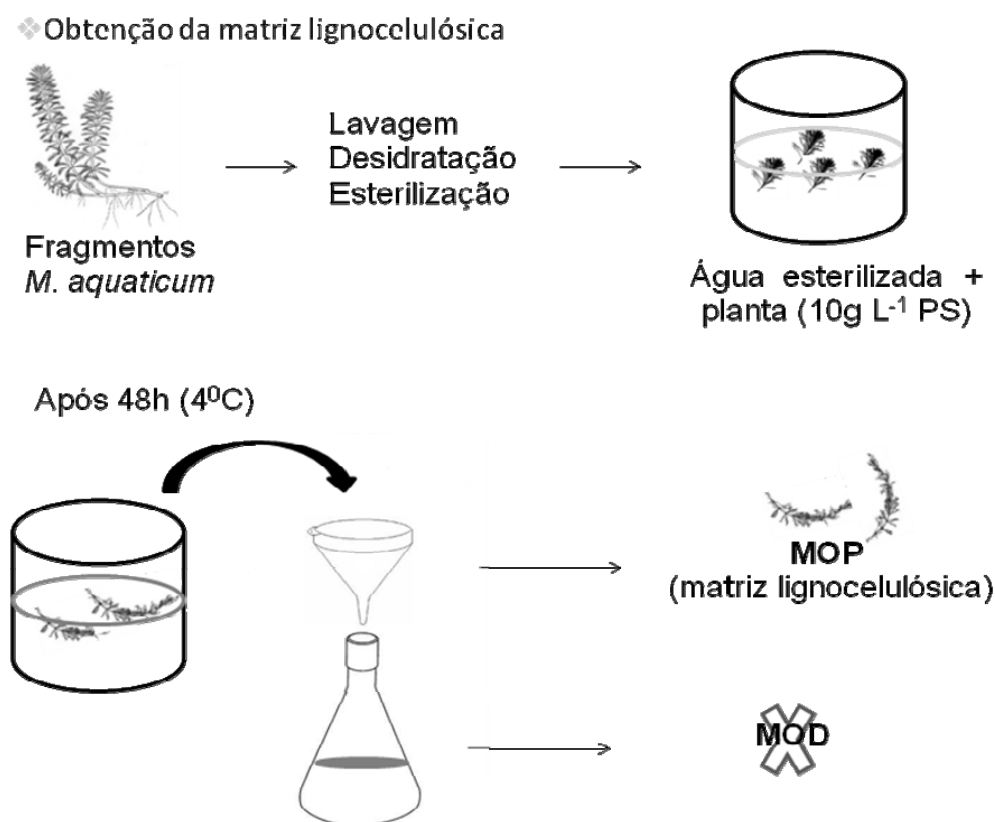 Obtenção da matriz lignocelulósica
Lavagem
Desidratação
Esterilização
Fragmentos
M. aquaticum
Água esterilizada +
planta (10g L⁻¹ PS)
Após 48h (4⁰C)
MOP
(matriz lignocelulósica)
MOD